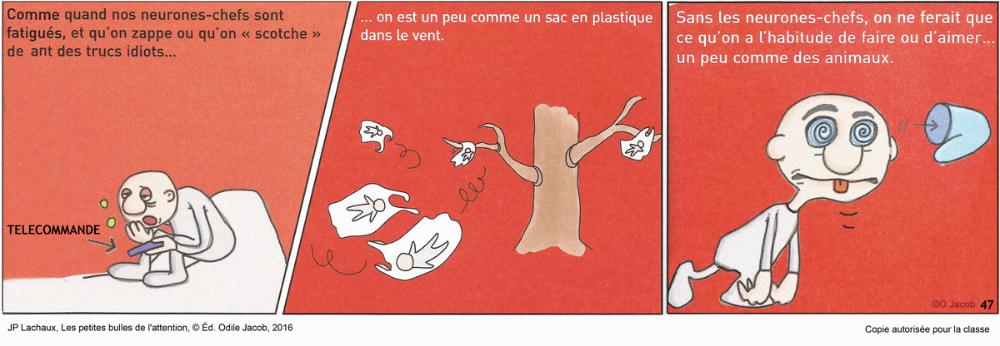 Comme quand nos neurones-chefs sont
fatigués, et qu'on zappe ou qu'on « scotche »
de ant des trucs idiots...
TELECOMMANDE
... on est un peu comme un sac en plastique
dans le vent.
Sans les neurones-chefs, on ne ferait que
ce qu'on a l'habitude de faire ou d'aimer...
un peu comme des animaux.
©O.Jacob 47
JP Lachaux, Les petites bulles de l'attention, © Éd. Odile Jacob, 2016
Copie autorisée pour la classe